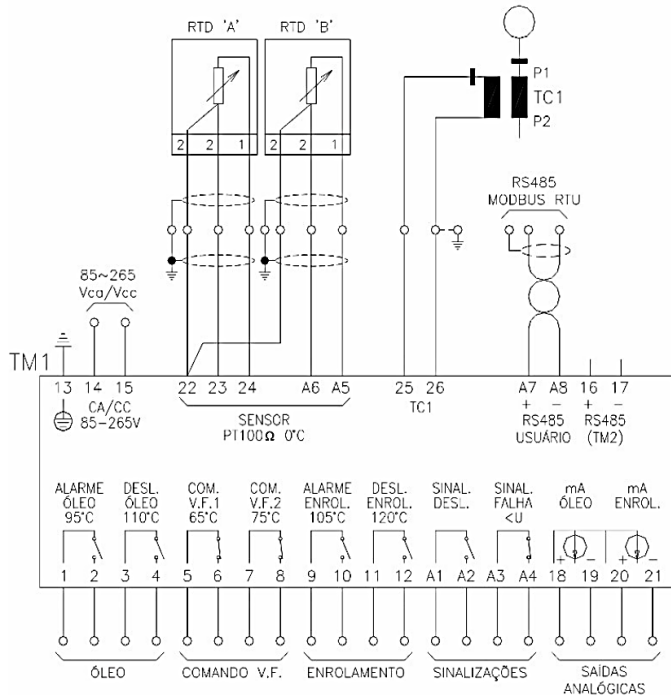 RTD 'A' RTD 'B'
P1
TC1
P2
2 2 1 2 2 1
RS485
MODBUS RTU
85~265
Vca/Vcc
TM1
13 14 15 22 23 24 A6 A5 25 26 A7 A8 16 17
+ − + −
CA/CC
85-265V
SENSOR
PT100Ω 0°C
TC1
RS485
USUÁRIO
RS485
(TM2)
ALARME
ÓLEO
95°C
DESL.
ÓLEO
110°C
COM.
V.F.1
65°C
COM.
V.F.2
75°C
ALARME
ENROL.
105°C
DESL.
ENROL.
120°C
SINAL.
DESL.
SINAL.
FALHA
<U
mA
ÓLEO
mA
ENROL.
+ − + −
1 2 3 4 5 6 7 8 9 10 11 12 A1 A2 A3 A4 18 19 20 21
ÓLEO
COMANDO V.F.
ENROLAMENTO
SINALIZAÇÕES
SAÍDAS
ANALÓGICAS